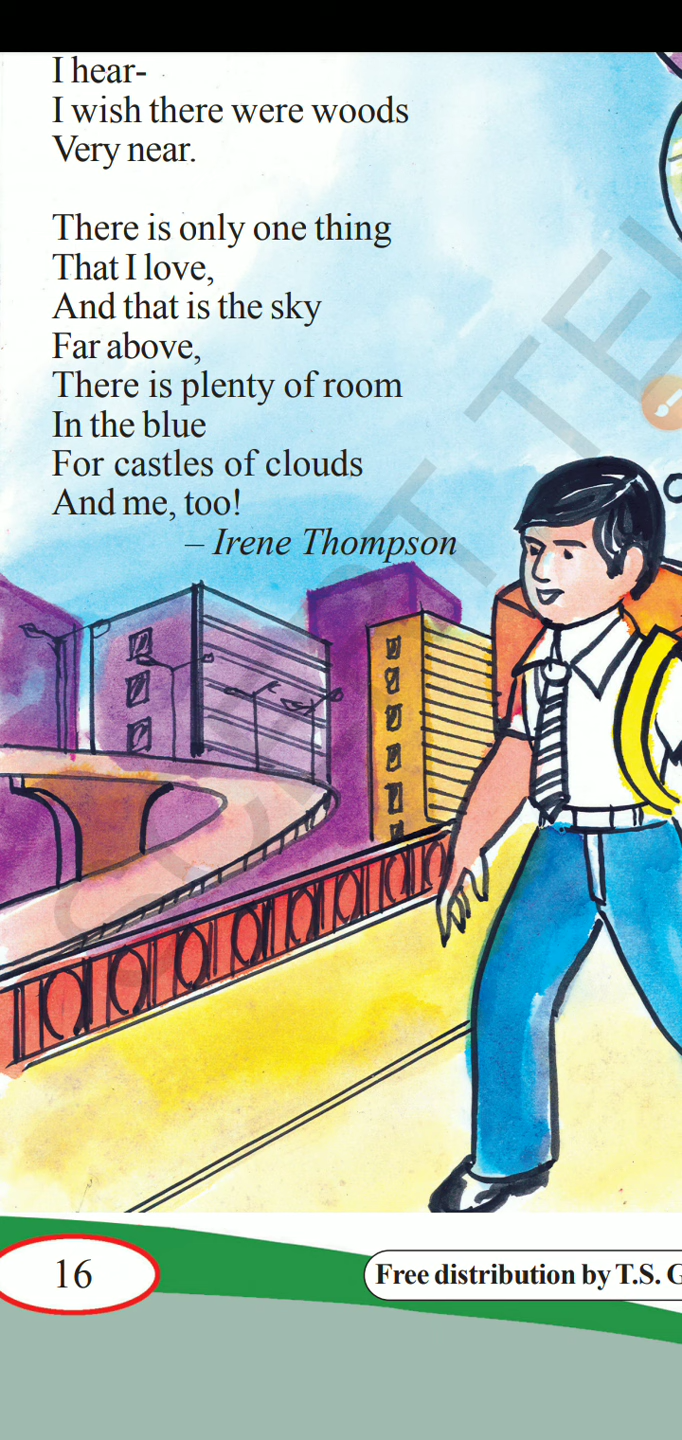 I hear-
I wish there were woods
Very near.
There is only one thing
That I love,
And that is the sky
Far above,
There is plenty of room
In the blue
For castles of clouds
And me, too!
– Irene Thompson
16
Free distribution by T.S. G